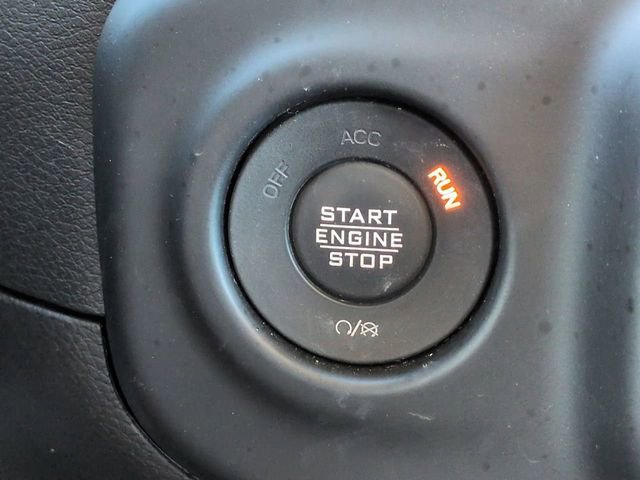 OFF
ACC
RUN
START
ENGINE
STOP